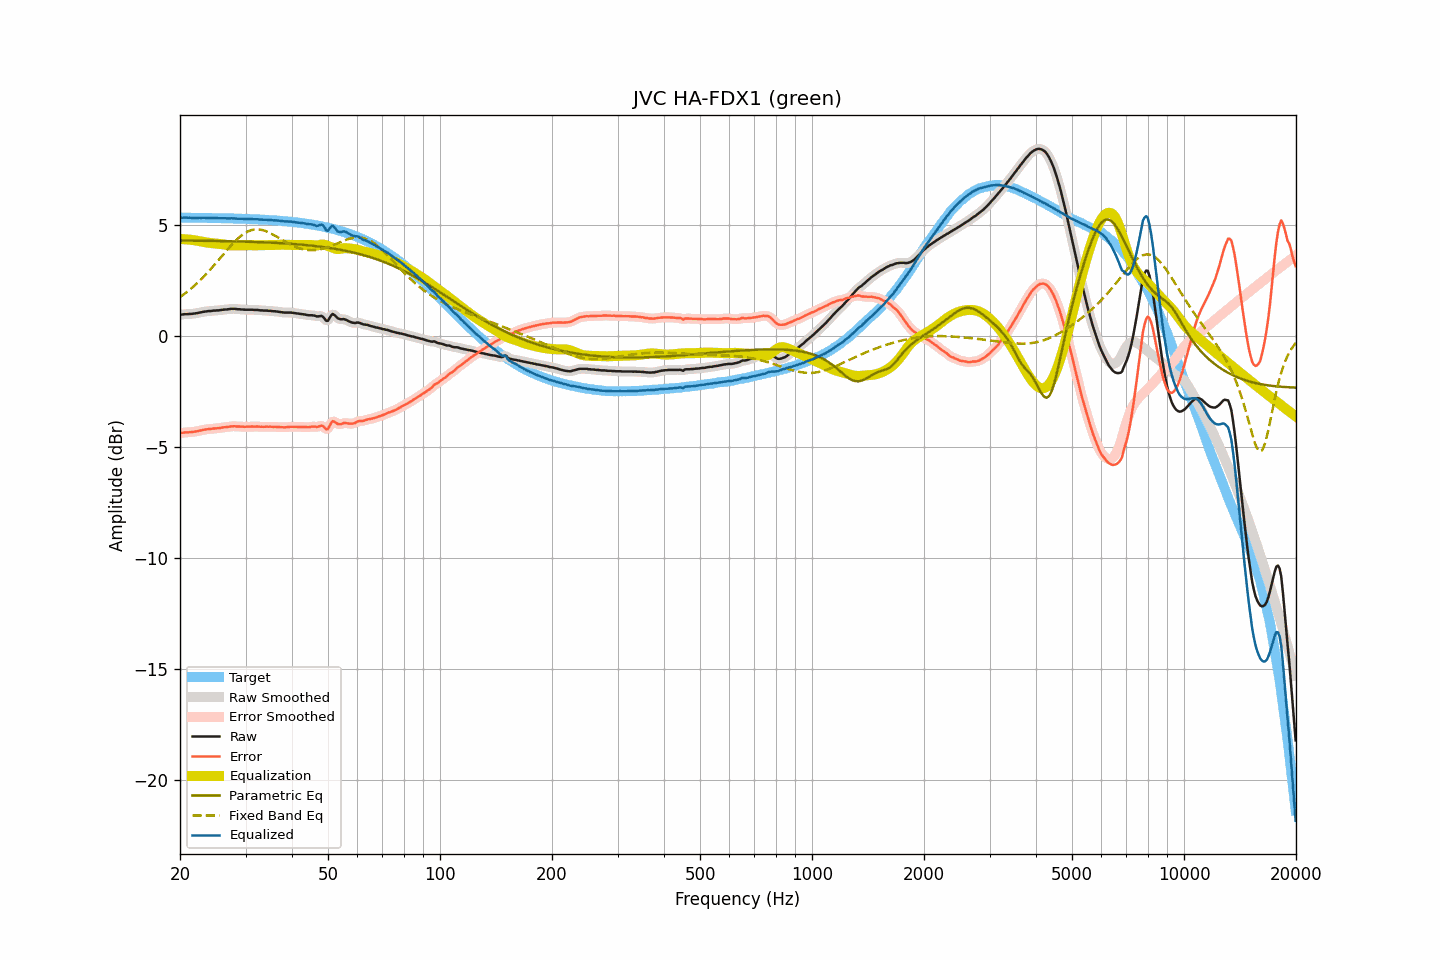 JVC HA-FDX1 (green)
5
0
−5
−10
−15
−20
Amplitude (dBr)
Target
Raw Smoothed
Error Smoothed
Raw
Error
Equalization
Parametric Eq
Fixed Band Eq
Equalized
20 50 100 200 500 1000 2000 5000 10000 20000
Frequency (Hz)